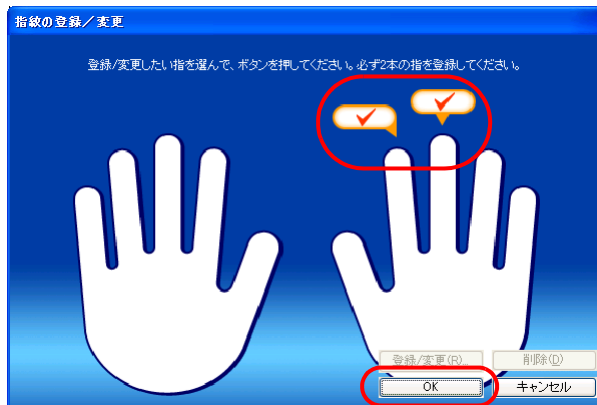 指紋の登録／変更
登録/変更したい指を選んで、ボタンを押してください。必ず2本の指を登録してください。
登録/変更(R)...
削除(D)
OK
キャンセル